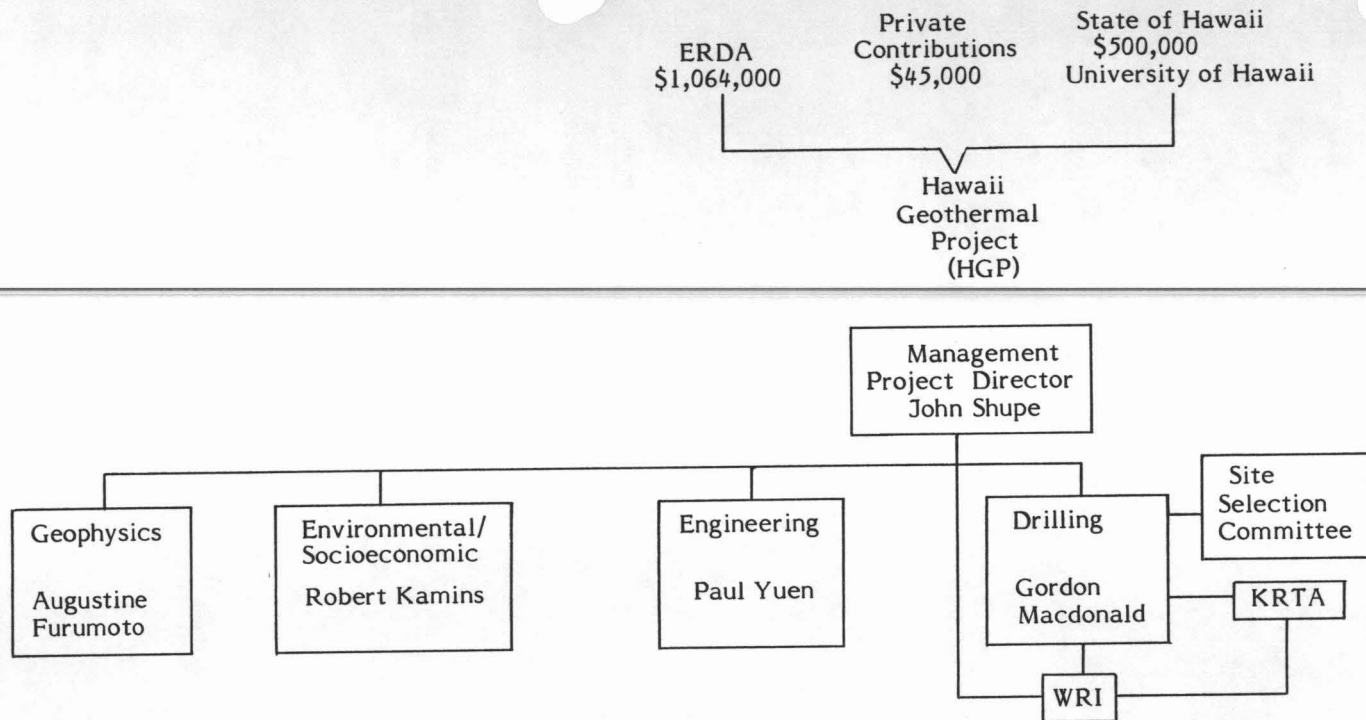 ERDA
$1,064,000
Private
Contributions
$45,000
State of Hawaii
$500,000
University of Hawaii
Hawaii
Geothermal
Project
(HGP)
Management
Project Director
John Shupe
Geophysics
Augustine
Furumoto
Environmental/
Socioeconomic
Robert Kamins
Engineering
Paul Yuen
Drilling
Gordon
Macdonald
Site
Selection
Committee
KRTA
WRI